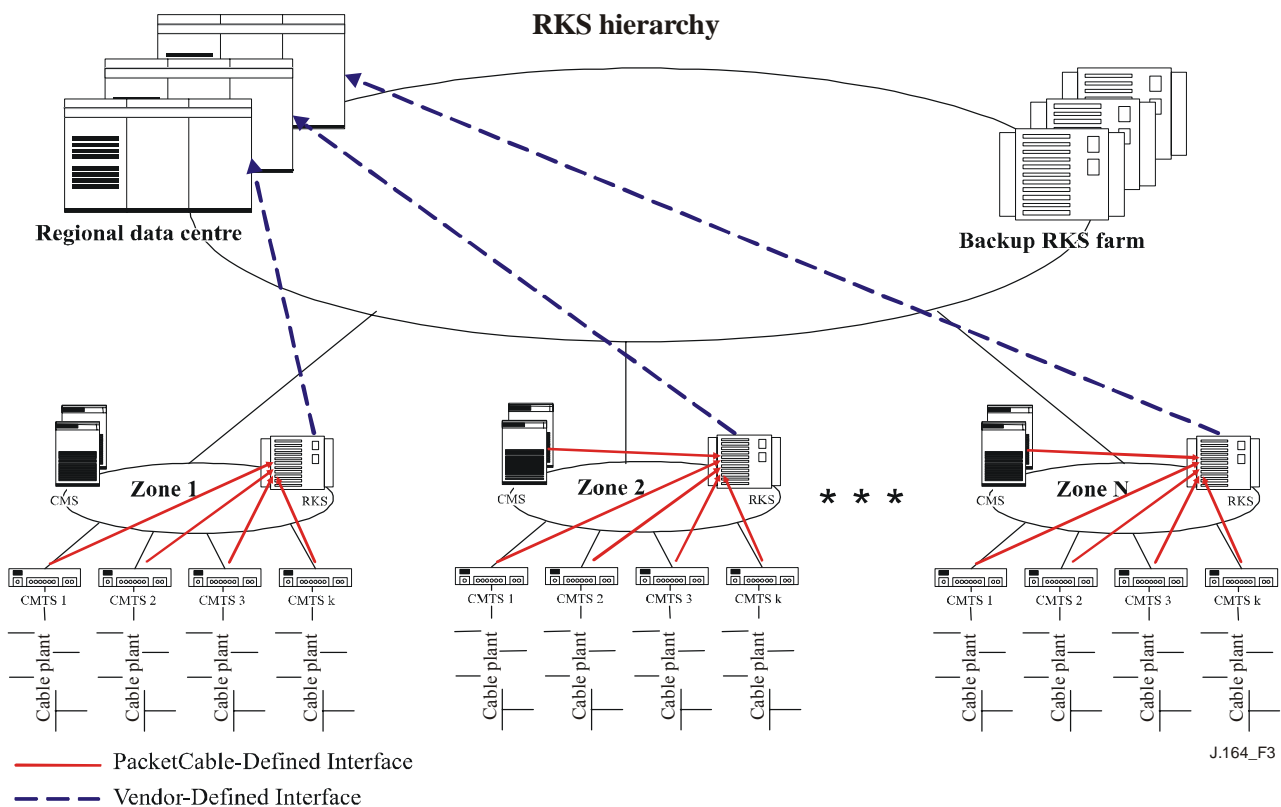 RKS hierarchy
Regional data centre
Backup RKS farm
CMS
Zone 1
RKS
CMS
Zone 2
RKS
* * *
CMS
Zone N
RKS
CMTS 1
CMTS 2
CMTS 3
CMTS k
CMTS 1
CMTS 2
CMTS 3
CMTS k
CMTS 1
CMTS 2
CMTS 3
CMTS k
Cable plant
Cable plant
Cable plant
Cable plant
Cable plant
Cable plant
Cable plant
Cable plant
Cable plant
Cable plant
Cable plant
Cable plant
PacketCable-Defined Interface
Vendor-Defined Interface
J.164_F3